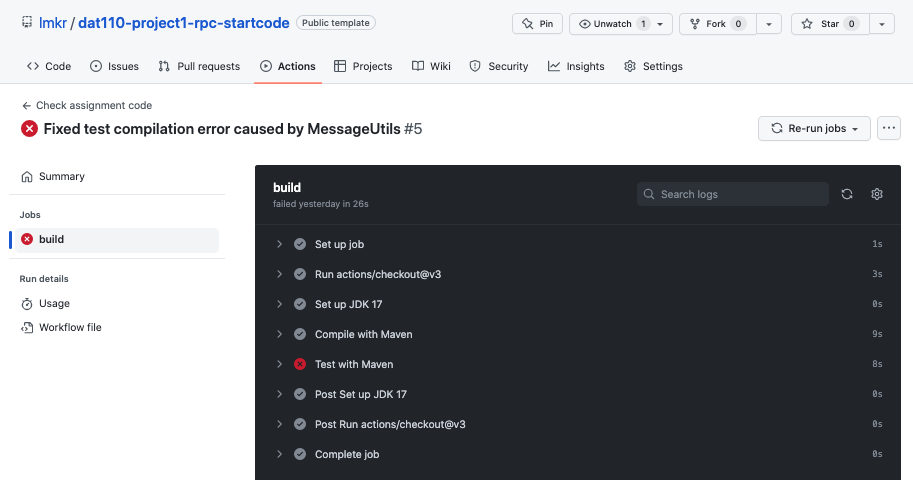 lmkr / dat110-project1-rpc-startcode Public template
Pin Unwatch 1 Fork 0 Star 0
Code Issues Pull requests Actions Projects Wiki Security Insights Settings
← Check assignment code
Fixed test compilation error caused by MessageUtils #5
Re-run jobs
Summary
Jobs
build
Run details
Usage
Workflow file
build
failed yesterday in 26s
Search logs
Set up job 1s
Run actions/checkout@v3 3s
Set up JDK 17 0s
Compile with Maven 9s
Test with Maven 8s
Post Set up JDK 17 0s
Post Run actions/checkout@v3 0s
Complete job 0s